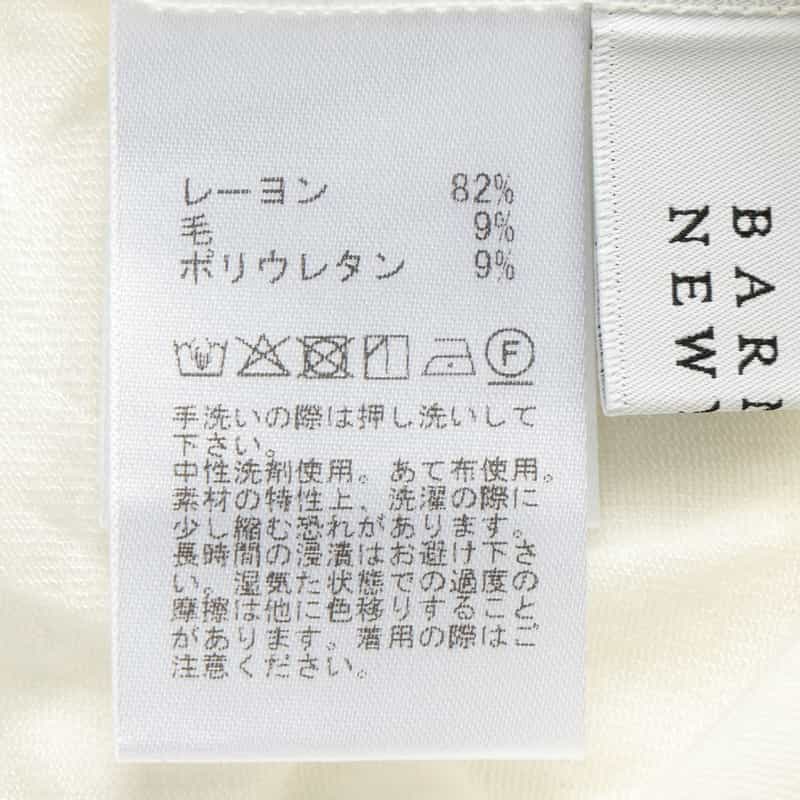 レーヨン 82%
毛 9%
ポリウレタン 9%
F
手洗いの際は押し洗いして
下さい。
中性洗剤使用。あて布使用。
素材の特性上、洗濯の際に
少し縮む恐れがあります。
長時間の浸漬はお避け下さ
い。湿気た状態での過度の
摩擦は他に色移りすること
があります。着用の際はご
注意ください。
BARN
NEW Y